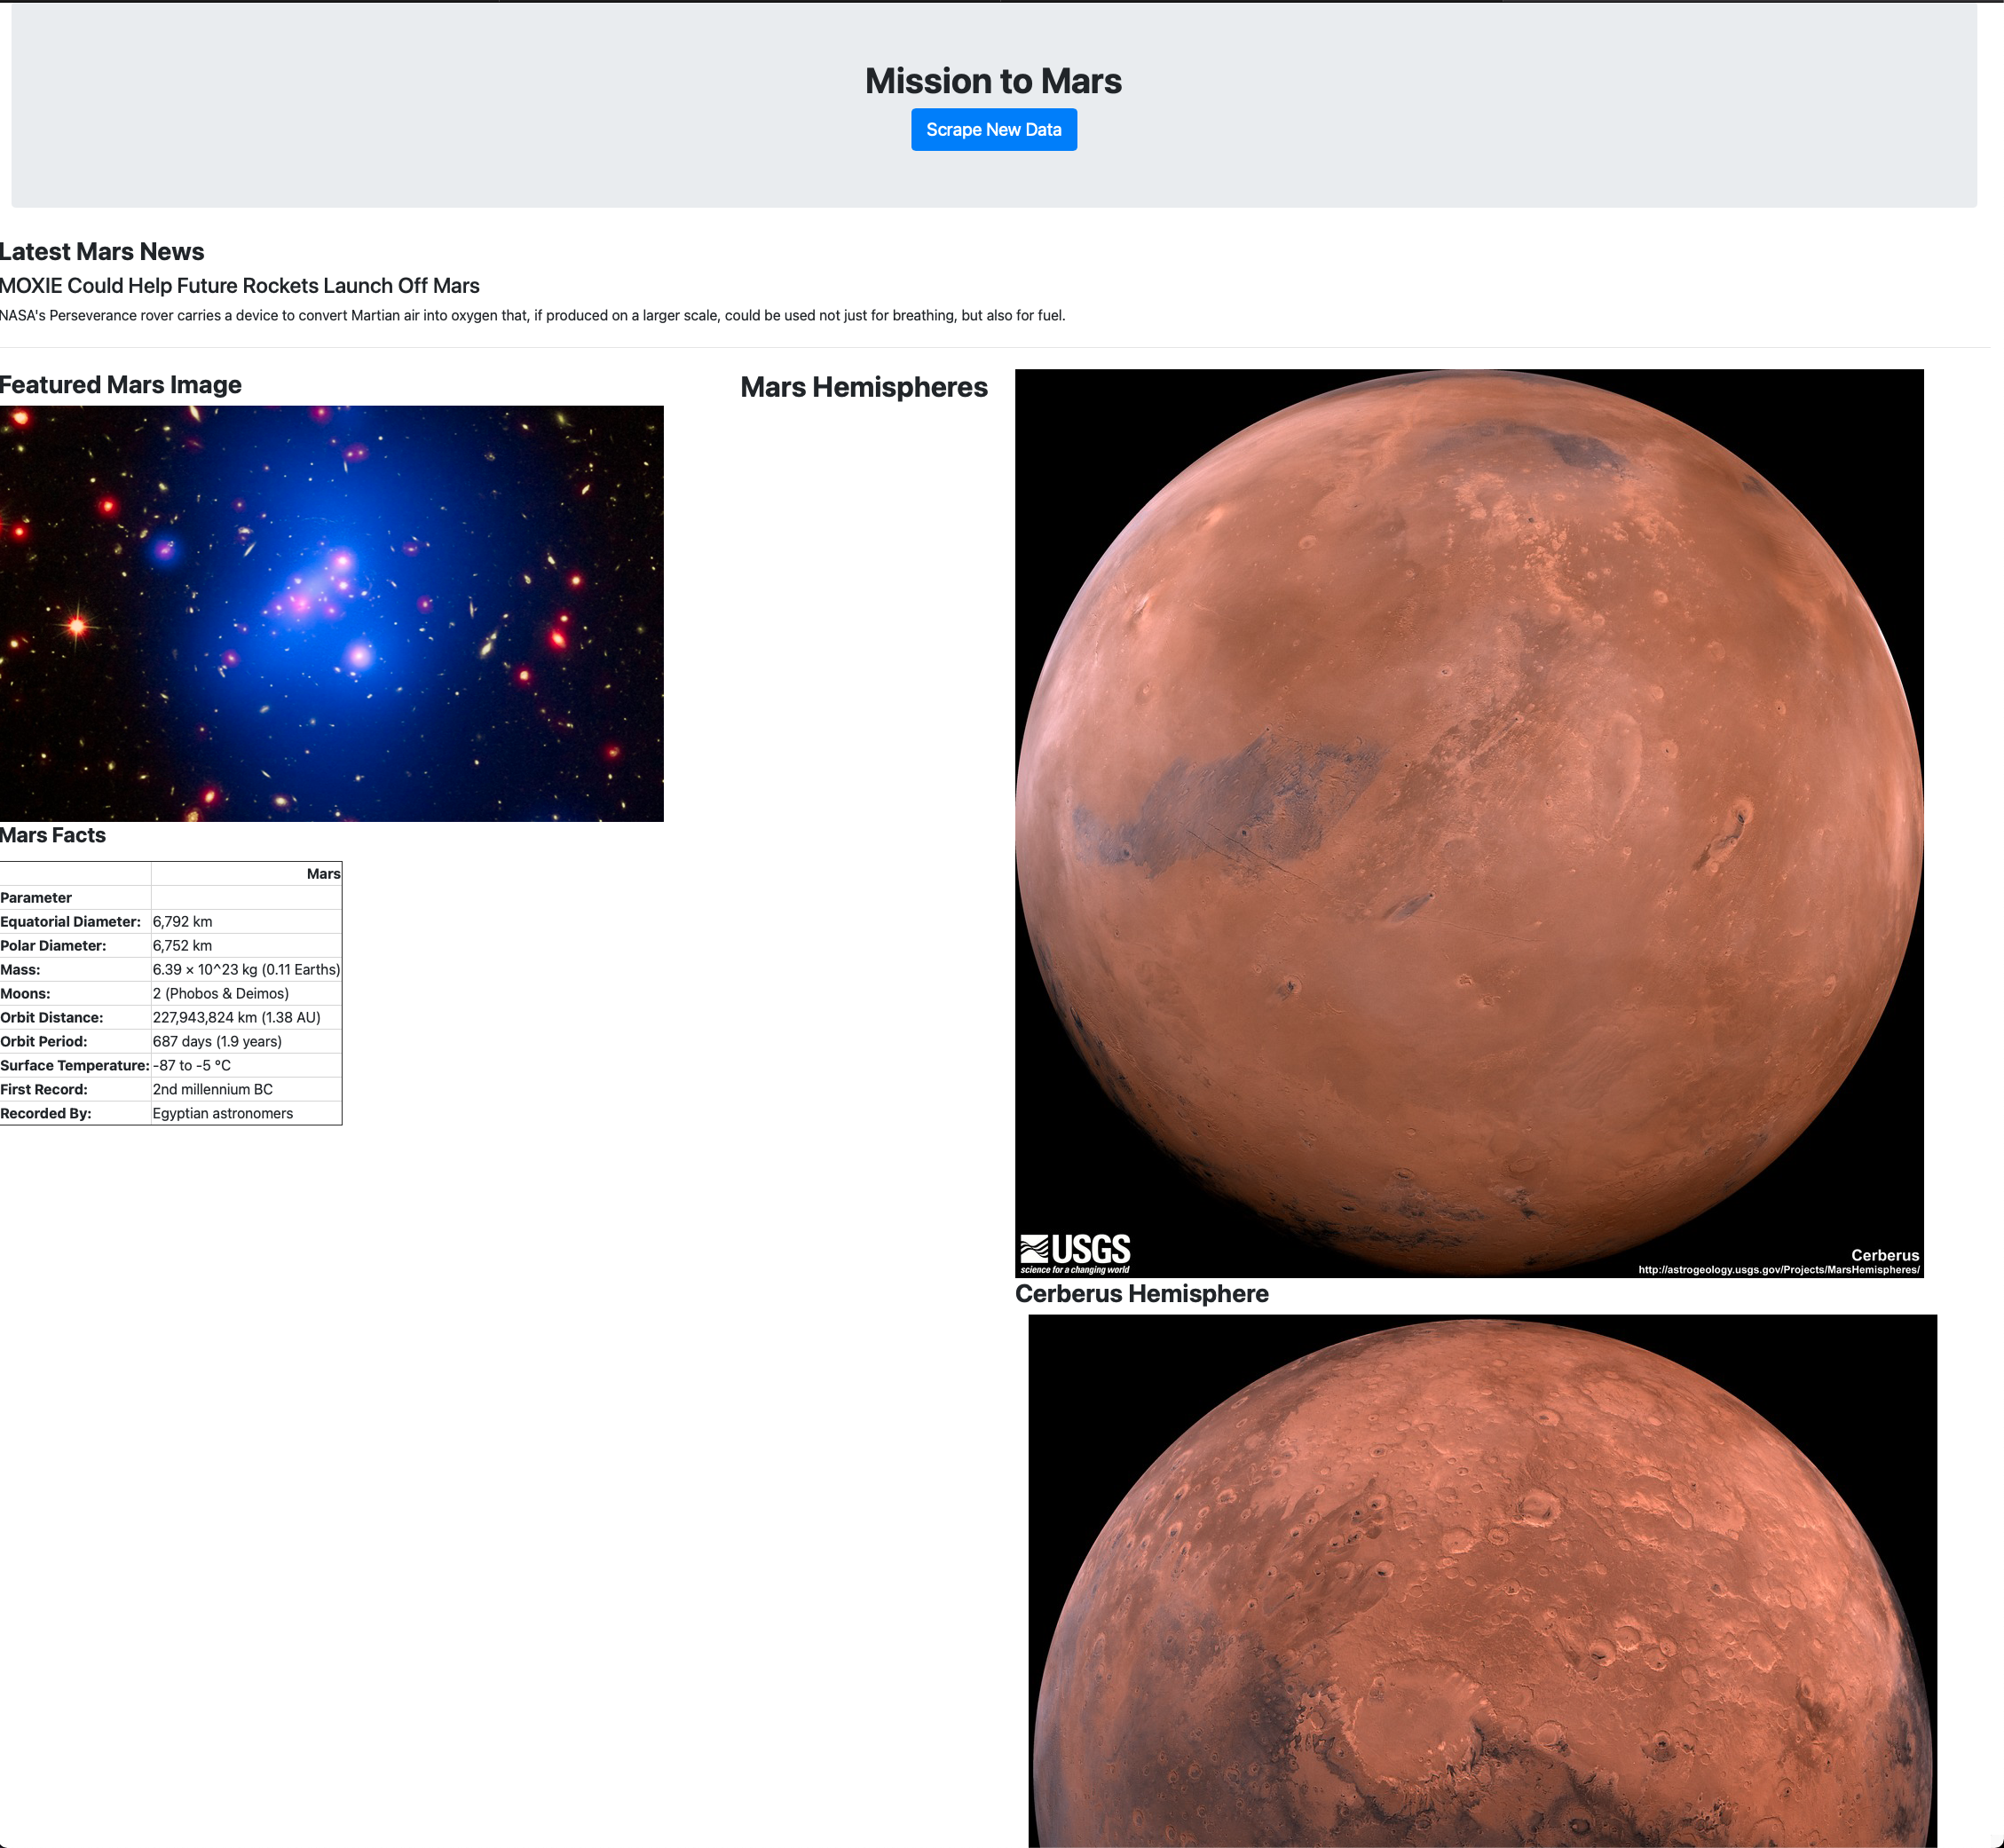 Mission to Mars
Scrape New Data
Latest Mars News
MOXIE Could Help Future Rockets Launch Off Mars
NASA's Perseverance rover carries a device to convert Martian air into oxygen that, if produced on a larger scale, could be used not just for breathing, but also for fuel.
Featured Mars Image
Mars Facts
Mars
Parameter
Equatorial Diameter: 6,792 km
Polar Diameter: 6,752 km
Mass: 6.39 × 10^23 kg (0.11 Earths)
Moons: 2 (Phobos & Deimos)
Orbit Distance: 227,943,824 km (1.38 AU)
Orbit Period: 687 days (1.9 years)
Surface Temperature: -87 to -5 °C
First Record: 2nd millennium BC
Recorded By: Egyptian astronomers
Mars Hemispheres
USGS
science for a changing world
Cerberus
http://astrogeology.usgs.gov/Projects/MarsHemispheres/
Cerberus Hemisphere